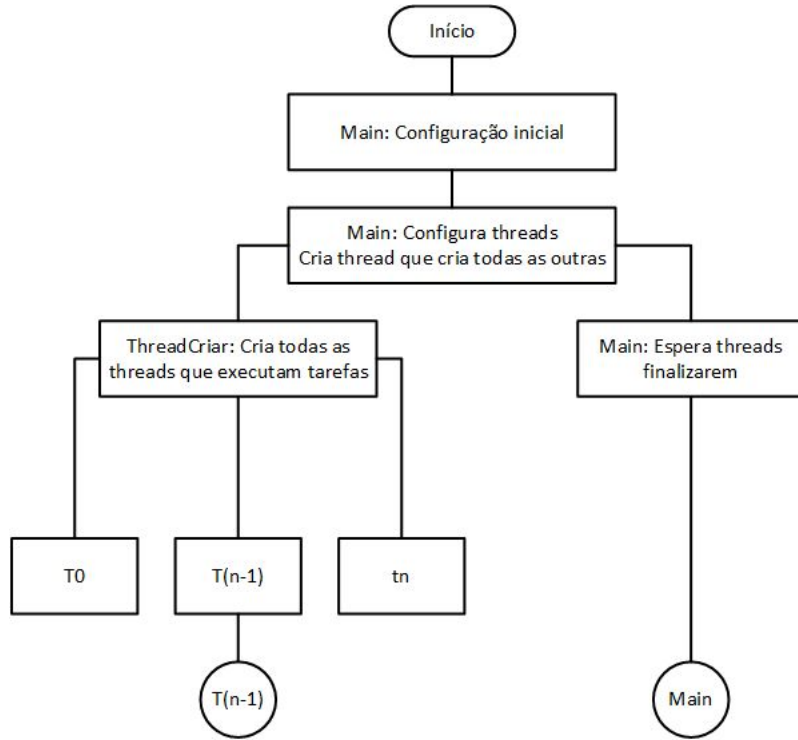 Início
Main: Configuração inicial
Main: Configura threads
Cria thread que cria todas as outras
ThreadCriar: Cria todas as
threads que executam tarefas
Main: Espera threads
finalizarem
T0
T(n-1)
tn
T(n-1)
Main